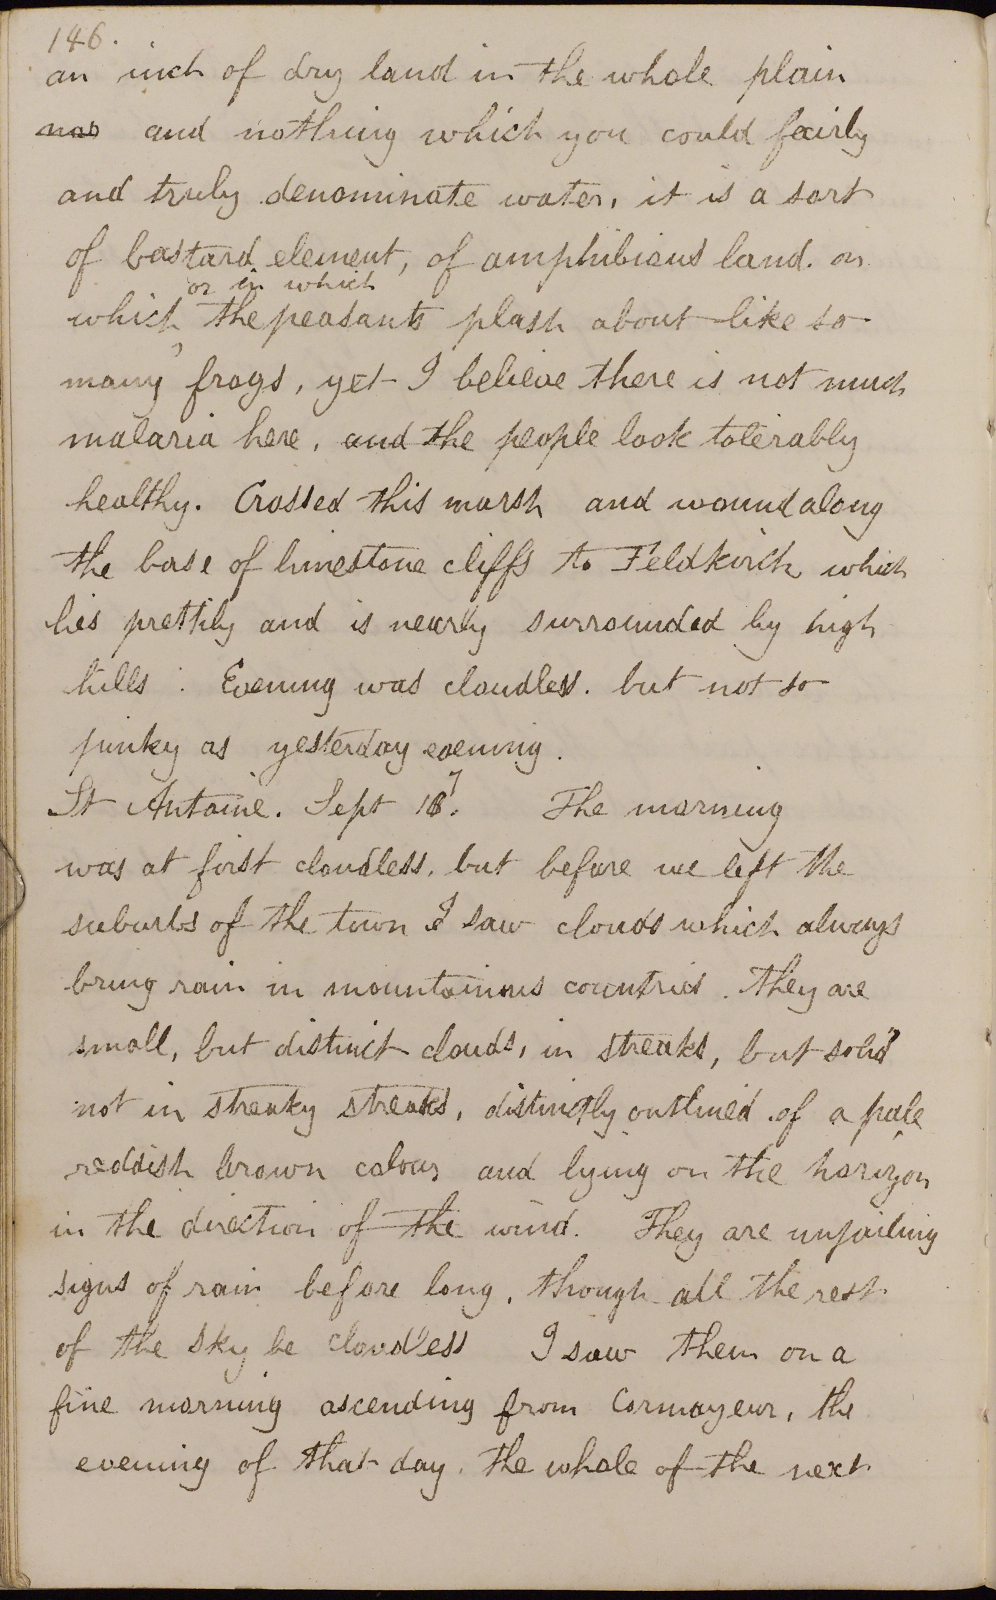 146.
an inch of dry land in the whole plain
nor and nothing which you could fairly
and truly denominate water, it is a sort
of bastard element, of amphibious land. on
or in which
which, the peasants plash about like so
many frogs, yet I believe there is not much
malaria here, and the people look tolerably
healthy. Crossed this marsh and wound along
the base of limestone cliffs to Feldkirch which
lies prettily and is nearly surrounded by high
hills. Evening was cloudless. but not so
pinky as yesterday evening.
St Antoine. Sept 17. The morning
was at first cloudless, but before we left the
suburbs of the town I saw clouds which always
bring rain in mountainous countries. They are
small, but distinct clouds, in streaks, but solid
not in streaky streaks, distinctly outlined. of a pale
reddish brown colour, and lying on the horizon
in the direction of the wind. They are unfailing
signs of rain before long, though all the rest
of the sky be cloudless I saw them on a
fine morning ascending from Cormayeur, the
evening of that day. the whole of the next